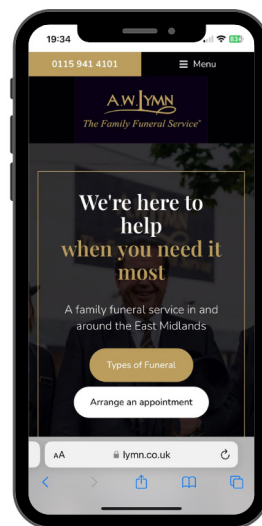 19:34
0115 941 4101 ☰ Menu
A.W. LYMN
The Family Funeral Service
We're here to
help
when you need it
most
A family funeral service in and
around the East Midlands
Types of Funeral
Arrange an appointment
AA lymn.co.uk